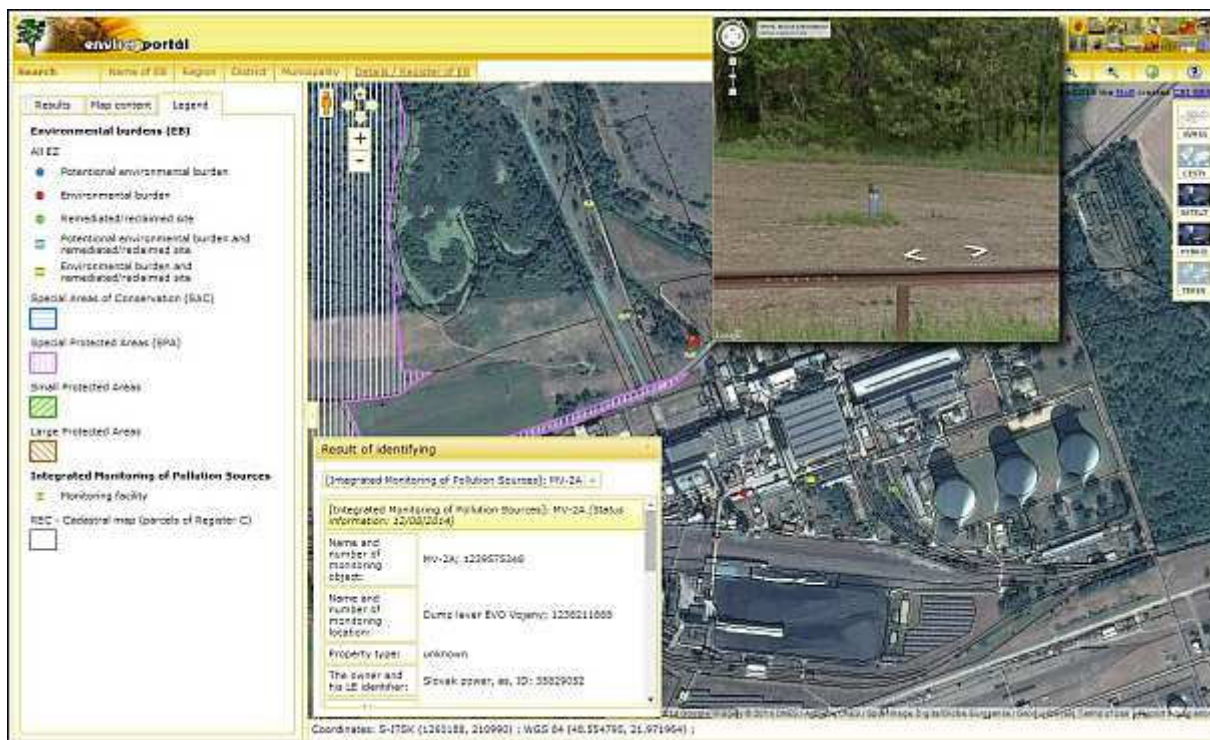 enviroportál
Search Name of EB Region District Municipality Details / Register of EB
Results Map content Legend
Environmental burdens (EB)
All EZ
Potential environmental burden
Environmental burden
Remediated/reclaimed site
Potential environmental burden and
remediated/reclaimed site
Environmental burden and
remediated/reclaimed site
Special Areas of Conservation (SAC)
Special Protected Areas (SPA)
Small Protected Areas
Large Protected Areas
Integrated Monitoring of Pollution Sources
Monitoring facility
REC - Cadastral map (parcels of Register C)
CESTY
SATELIT
HYBRID
TEREN
Google
Result of identifying
[Integrated Monitoring of Pollution Sources]: MV-2A
[Integrated Monitoring of Pollution Sources]: MV-2A (Status
information: 12/08/2014)
Name and
number of
monitoring
object:
MV-2A;
Name and
number of
monitoring
location:
Dump lever EVO Vojany;
Property type:
unknown
The owner and
his LE identifier:
Slovak power, as, ID: 35829052
Coordinates: S-JTSK (1261188, 210990) ; WGS 84 (48.554795, 21.971964) ;